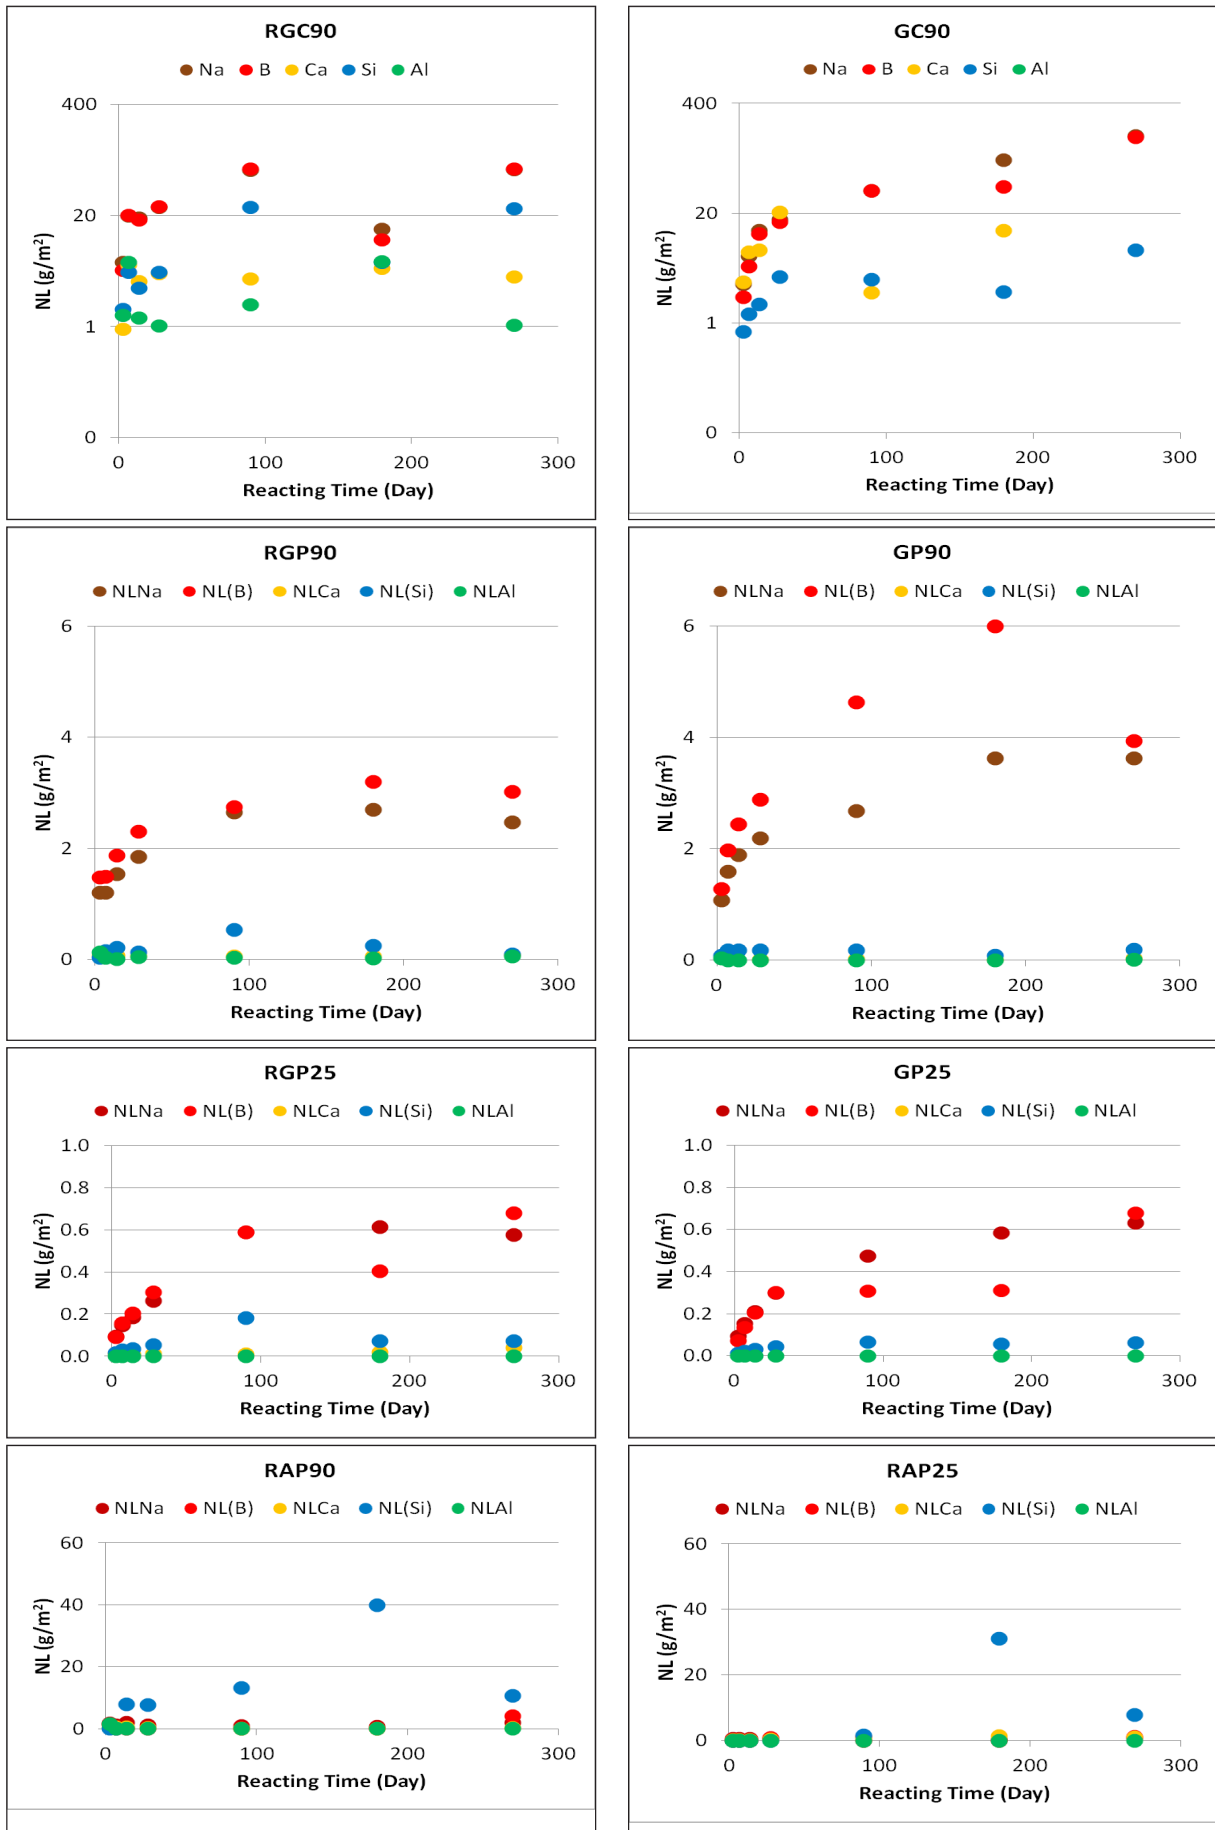 RGC90
Na B Ca Si Al
400
20
1
0
NL (g/m²)
0 100 200 300
Reacting Time (Day)
GC90
Na B Ca Si Al
400
20
1
0
NL (g/m²)
0 100 200 300
Reacting Time (Day)
RGP90
NLNa NL(B) NLCa NL(Si) NLAl
6
4
2
0
NL (g/m²)
0 100 200 300
Reacting Time (Day)
GP90
NLNa NL(B) NLCa NL(Si) NLAl
6
4
2
0
NL (g/m²)
0 100 200 300
Reacting Time (Day)
RGP25
NLNa NL(B) NLCa NL(Si) NLAl
1.0
0.8
0.6
0.4
0.2
0.0
NL (g/m²)
0 100 200 300
Reacting Time (Day)
GP25
NLNa NL(B) NLCa NL(Si) NLAl
1.0
0.8
0.6
0.4
0.2
0.0
NL (g/m²)
0 100 200 300
Reacting Time (Day)
RAP90
NLNa NL(B) NLCa NL(Si) NLAl
60
40
20
0
NL (g/m²)
0 100 200 300
Reacting Time (Day)
RAP25
NLNa NL(B) NLCa NL(Si) NLAl
60
40
20
0
NL (g/m²)
0 100 200 300
Reacting Time (Day)